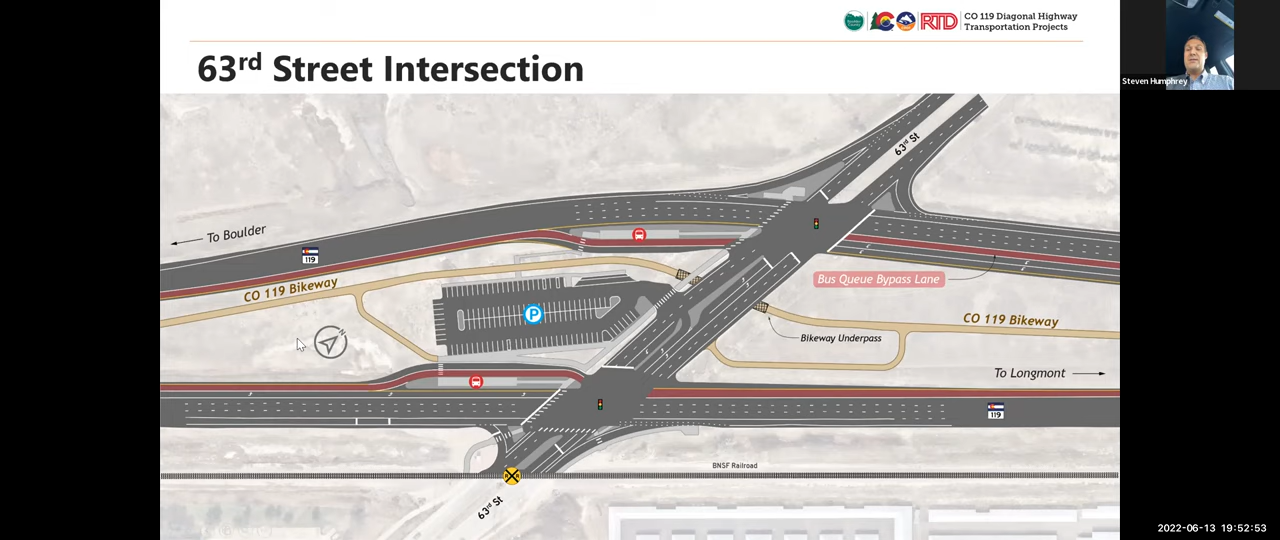 RTD
CO 119 Diagonal Highway
Transportation Projects
Steven Humphrey
63rd Street Intersection
63rd St
To Boulder
119
CO 119 Bikeway
Bus Queue Bypass Lane
P
N
CO 119 Bikeway
Bikeway Underpass
To Longmont
119
BNSF Railroad
63rd St
2022-06-13 19:52:53